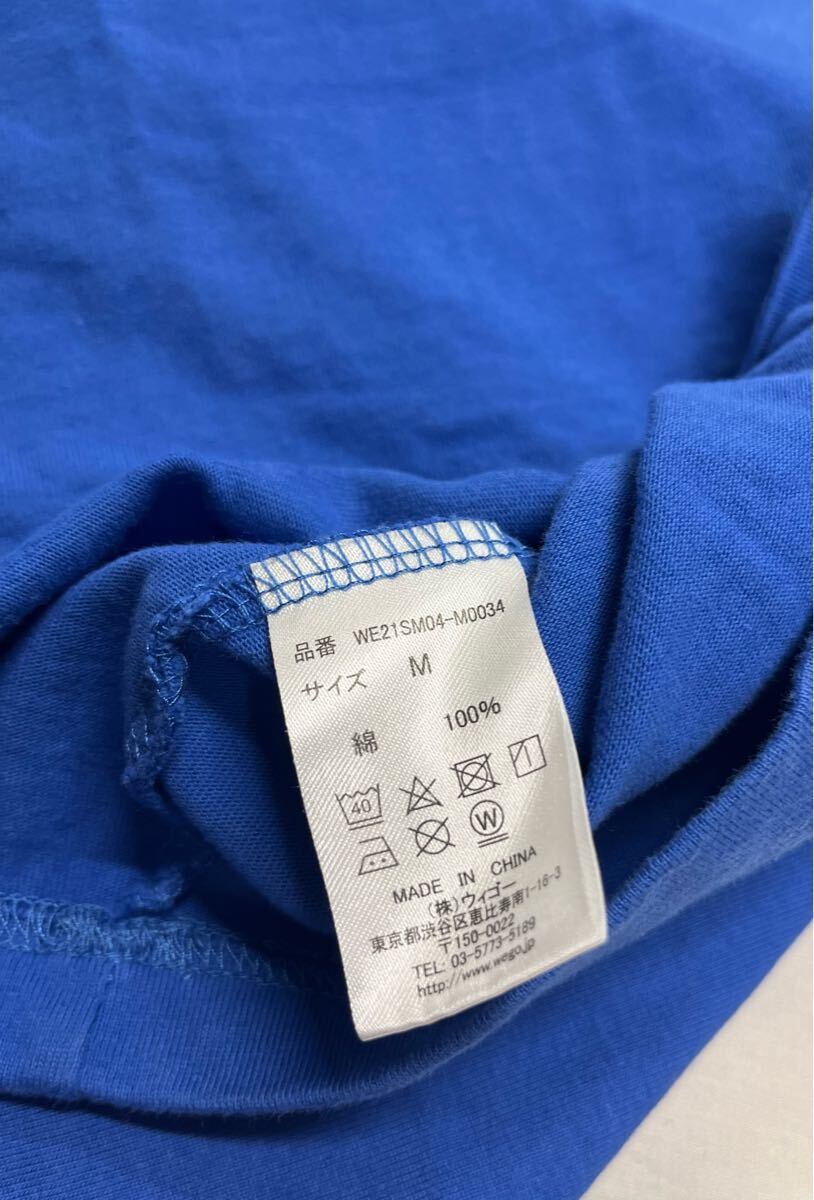 品番 WE21SM04-M0034
サイズ M
綿 100%
40
W
MADE IN CHINA
(株)ウィゴー
東京都渋谷区恵比寿南1-16-3
〒150-0022
TEL: 03-5773-5189
http://www.wego.jp